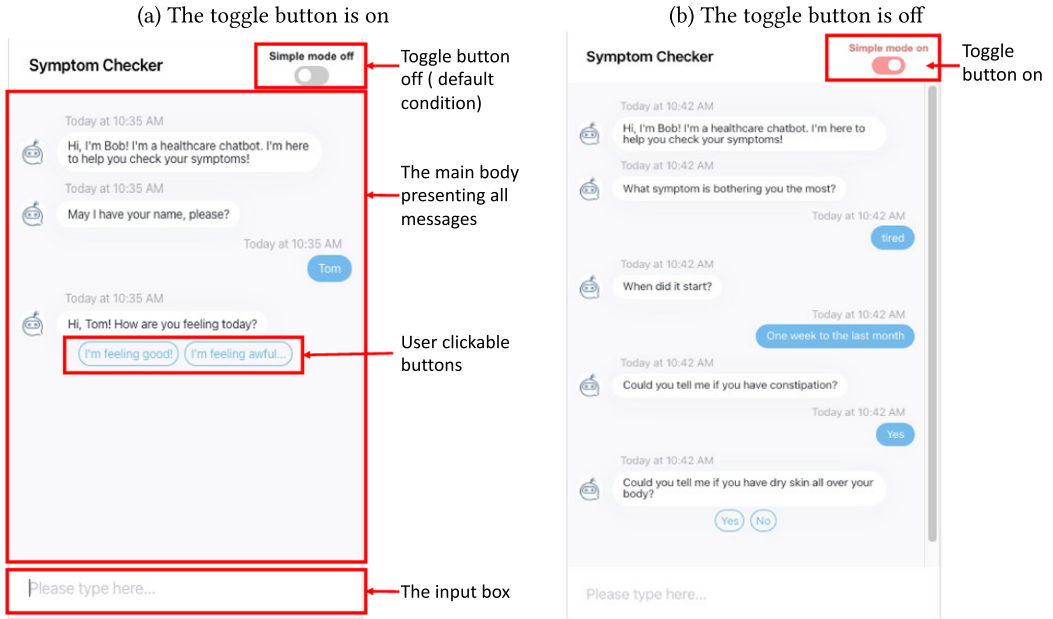 (a) The toggle button is on
Symptom Checker
Simple mode off
Toggle button
off ( default
condition)
Today at 10:35 AM
Hi, I'm Bob! I'm a healthcare chatbot. I'm here
to help you check your symptoms!
Today at 10:35 AM
May I have your name, please?
The main body
presenting all
messages
Today at 10:35 AM
Tom
Today at 10:35 AM
Hi, Tom! How are you feeling today?
I'm feeling good!
I'm feeling awful...
User clickable
buttons
Please type here...
The input box
(b) The toggle button is off
Symptom Checker
Simple mode on
Toggle
button on
Today at 10:42 AM
Hi, I'm Bob! I'm a healthcare chatbot. I'm here to
help you check your symptoms!
Today at 10:42 AM
What symptom is bothering you the most?
Today at 10:42 AM
tired
Today at 10:42 AM
When did it start?
Today at 10:42 AM
One week to the last month
Today at 10:42 AM
Could you tell me if you have constipation?
Today at 10:42 AM
Yes
Today at 10:42 AM
Could you tell me if you have dry skin all over your
body?
Yes
No
Please type here...